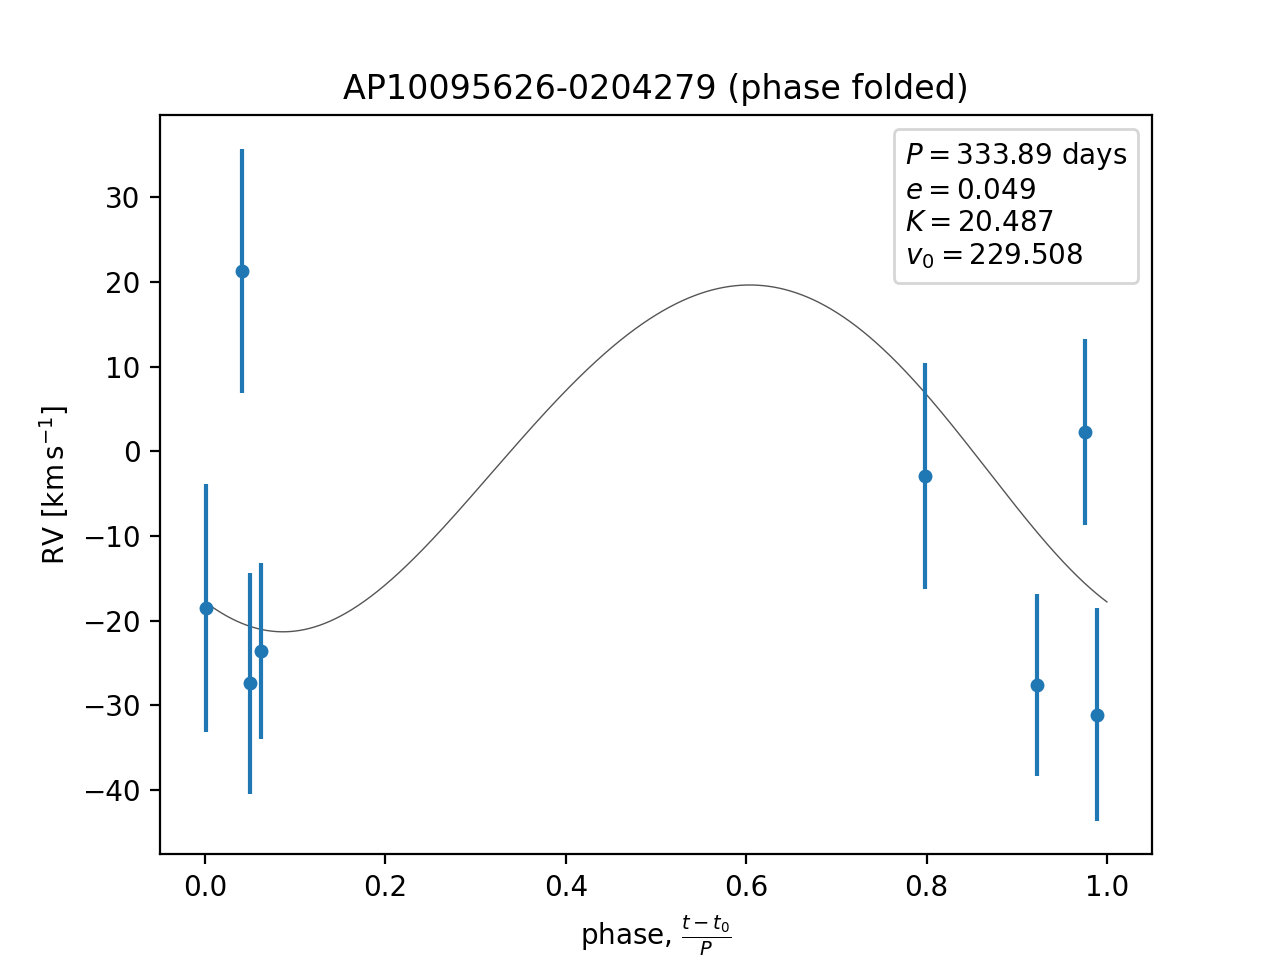 AP10095626-0204279 (phase folded)
P = 333.89 days
e = 0.049
K = 20.487
v₀ = 229.508
30
20
10
0
−10
−20
−30
−40
RV [km s⁻¹]
0.0 0.2 0.4 0.6 0.8 1.0
phase, (t − t₀)/P